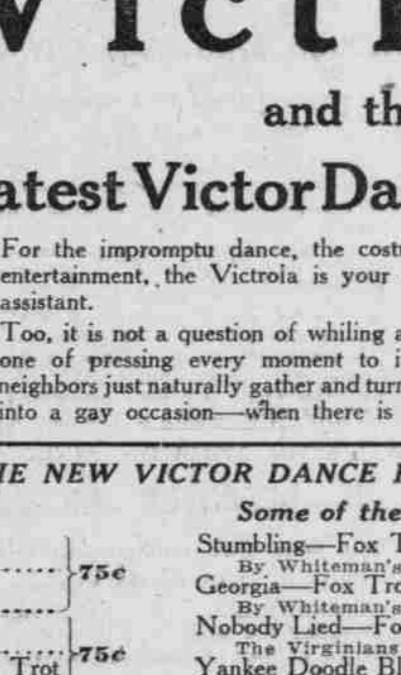 Vict
and th
atest Victor Da
For the impromptu dance, the cost
entertainment, the Victrola is your
assistant.
Too, it is not a question of whiling a
one of pressing every moment to i
neighbors just naturally gather and turn
into a gay occasion—when there is
HE NEW VICTOR DANCE
Some of the
Stumbling—Fox T
By Whiteman's
75c
Georgia—Fox Tro
By Whiteman's
Nobody Lied—Fo
The Virginians
75c
Trot
Yankee Doodle Bl